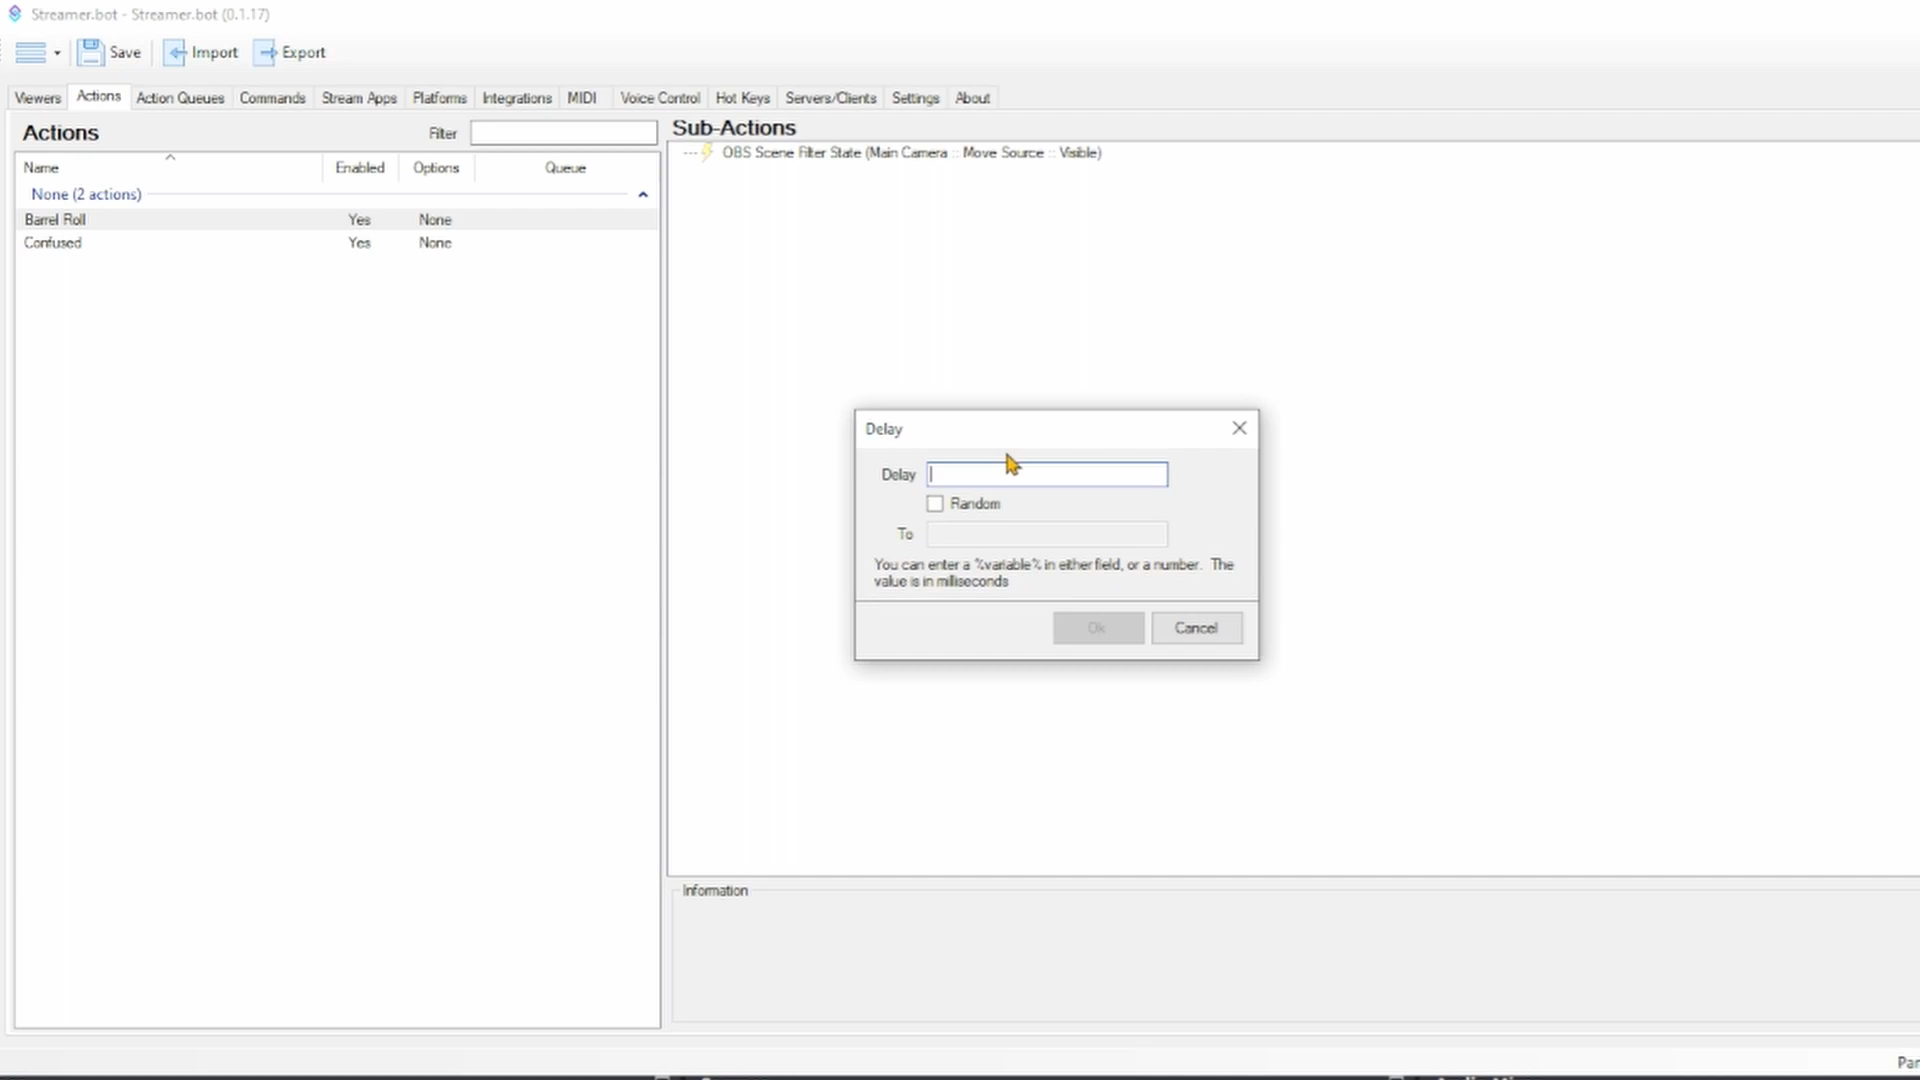 Streamer.bot - Streamer.bot (0.1.17)
Save Import Export
Viewers Actions Action Queues Commands Stream Apps Platforms Integrations MIDI Voice Control Hot Keys Servers/Clients Settings About
Actions Filter
Name Enabled Options Queue
None (2 actions)
Barrel Roll Yes None
Confused Yes None
Sub-Actions
OBS Scene Filter State (Main Camera :: Move Source :: Visible)
Delay
Delay
Random
To
You can enter a %variable% in either field, or a number. The
value is in milliseconds
Ok Cancel
Information